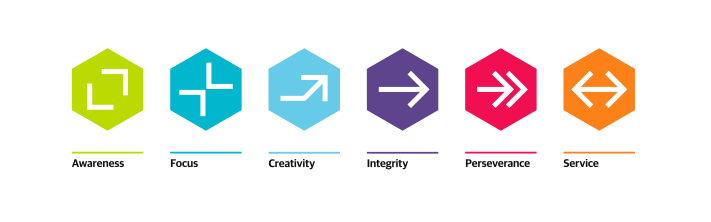 Awareness
Focus
Creativity
Integrity
Perseverance
Service